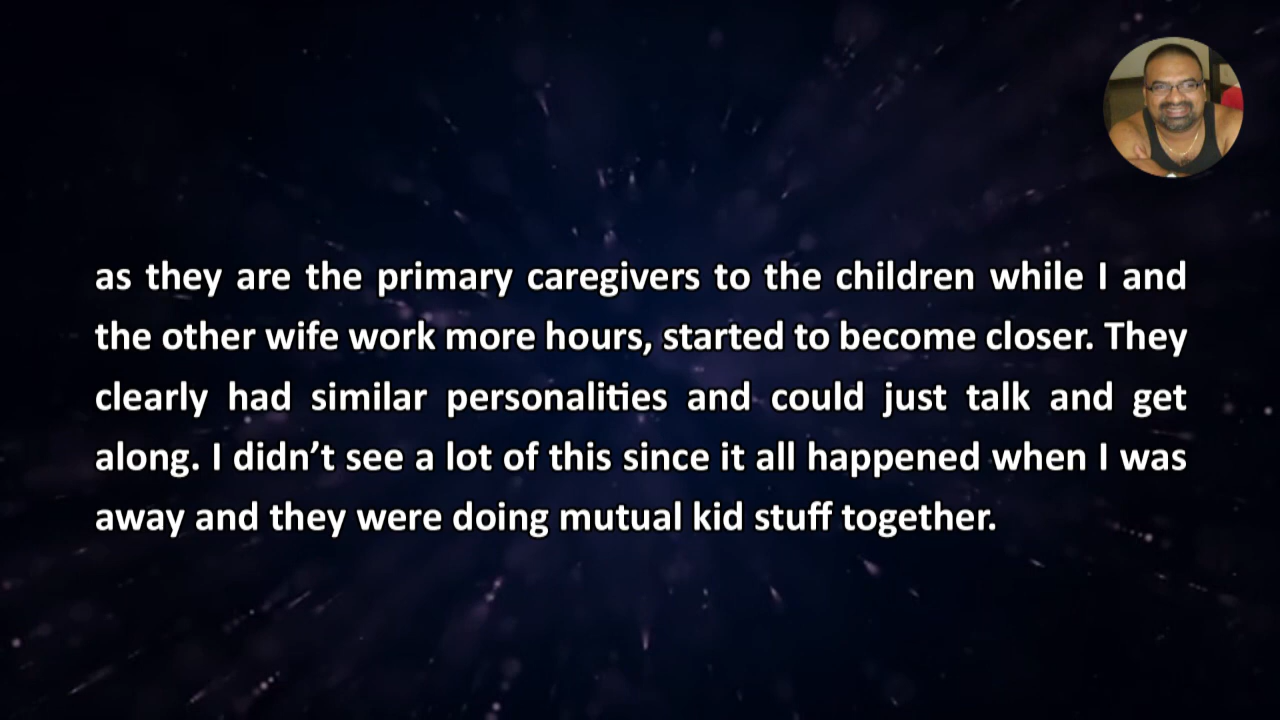 as they are the primary caregivers to the children while I and
the other wife work more hours, started to become closer. They
clearly had similar personalities and could just talk and get
along. I didn’t see a lot of this since it all happened when I was
away and they were doing mutual kid stuff together.